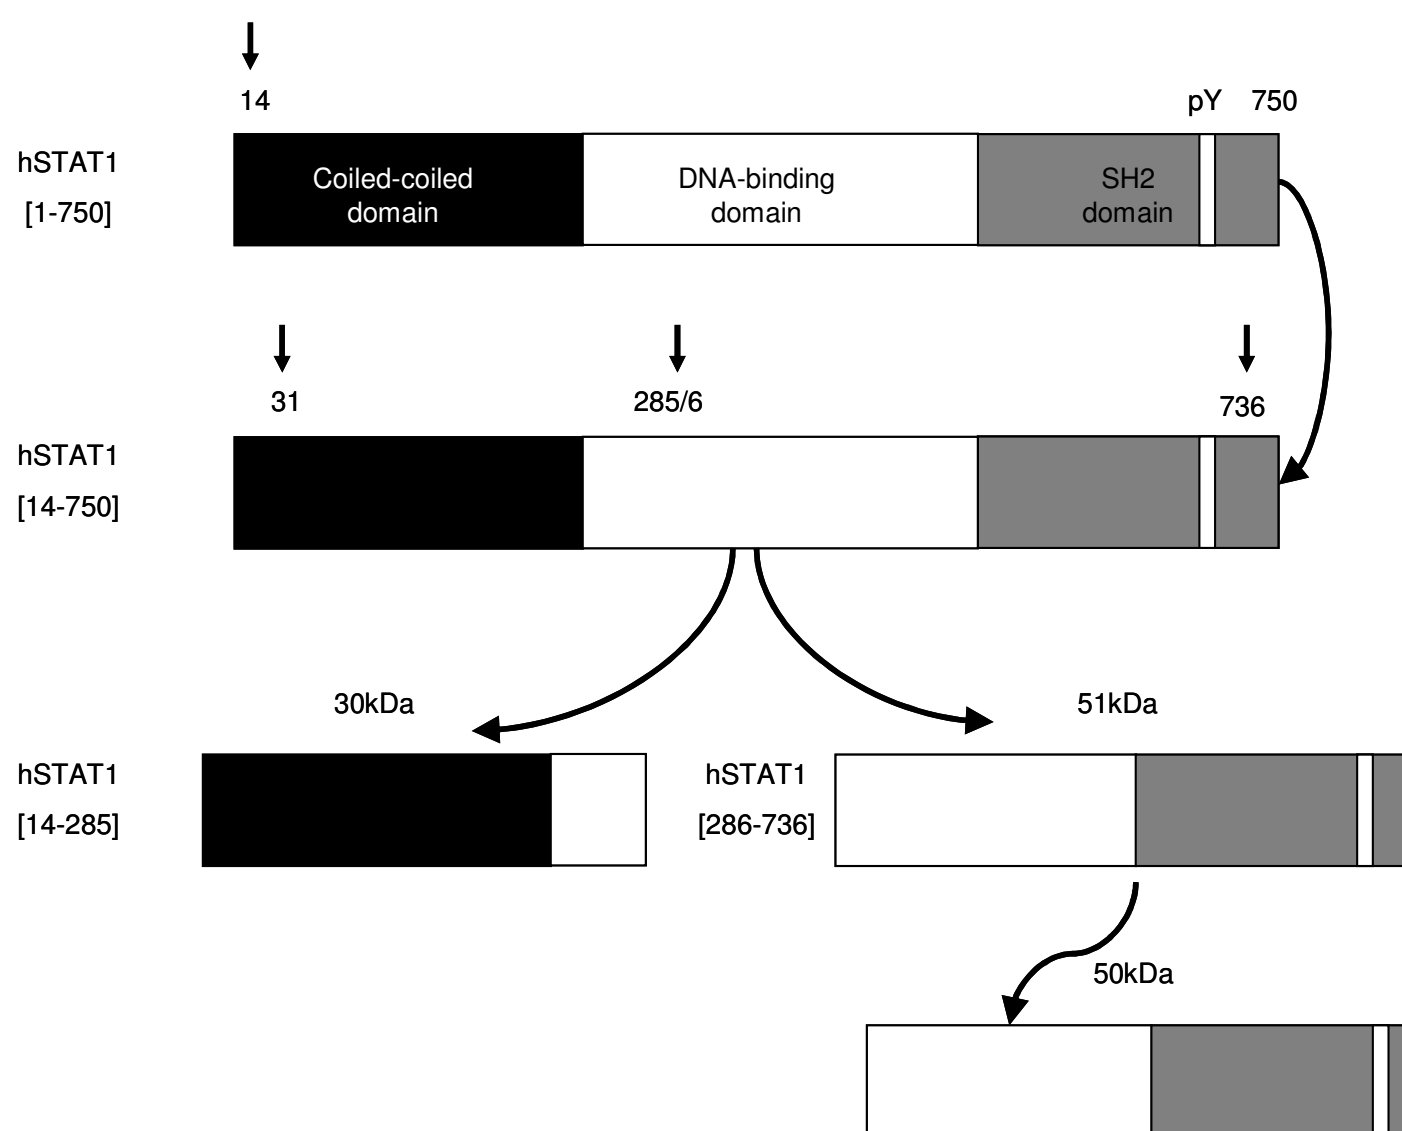 14
pY 750
hSTAT1
[1-750]
Coiled-coiled
domain
DNA-binding
domain
SH2
domain
31
285/6
736
hSTAT1
[14-750]
30kDa
51kDa
hSTAT1
[14-285]
hSTAT1
[286-736]
50kDa